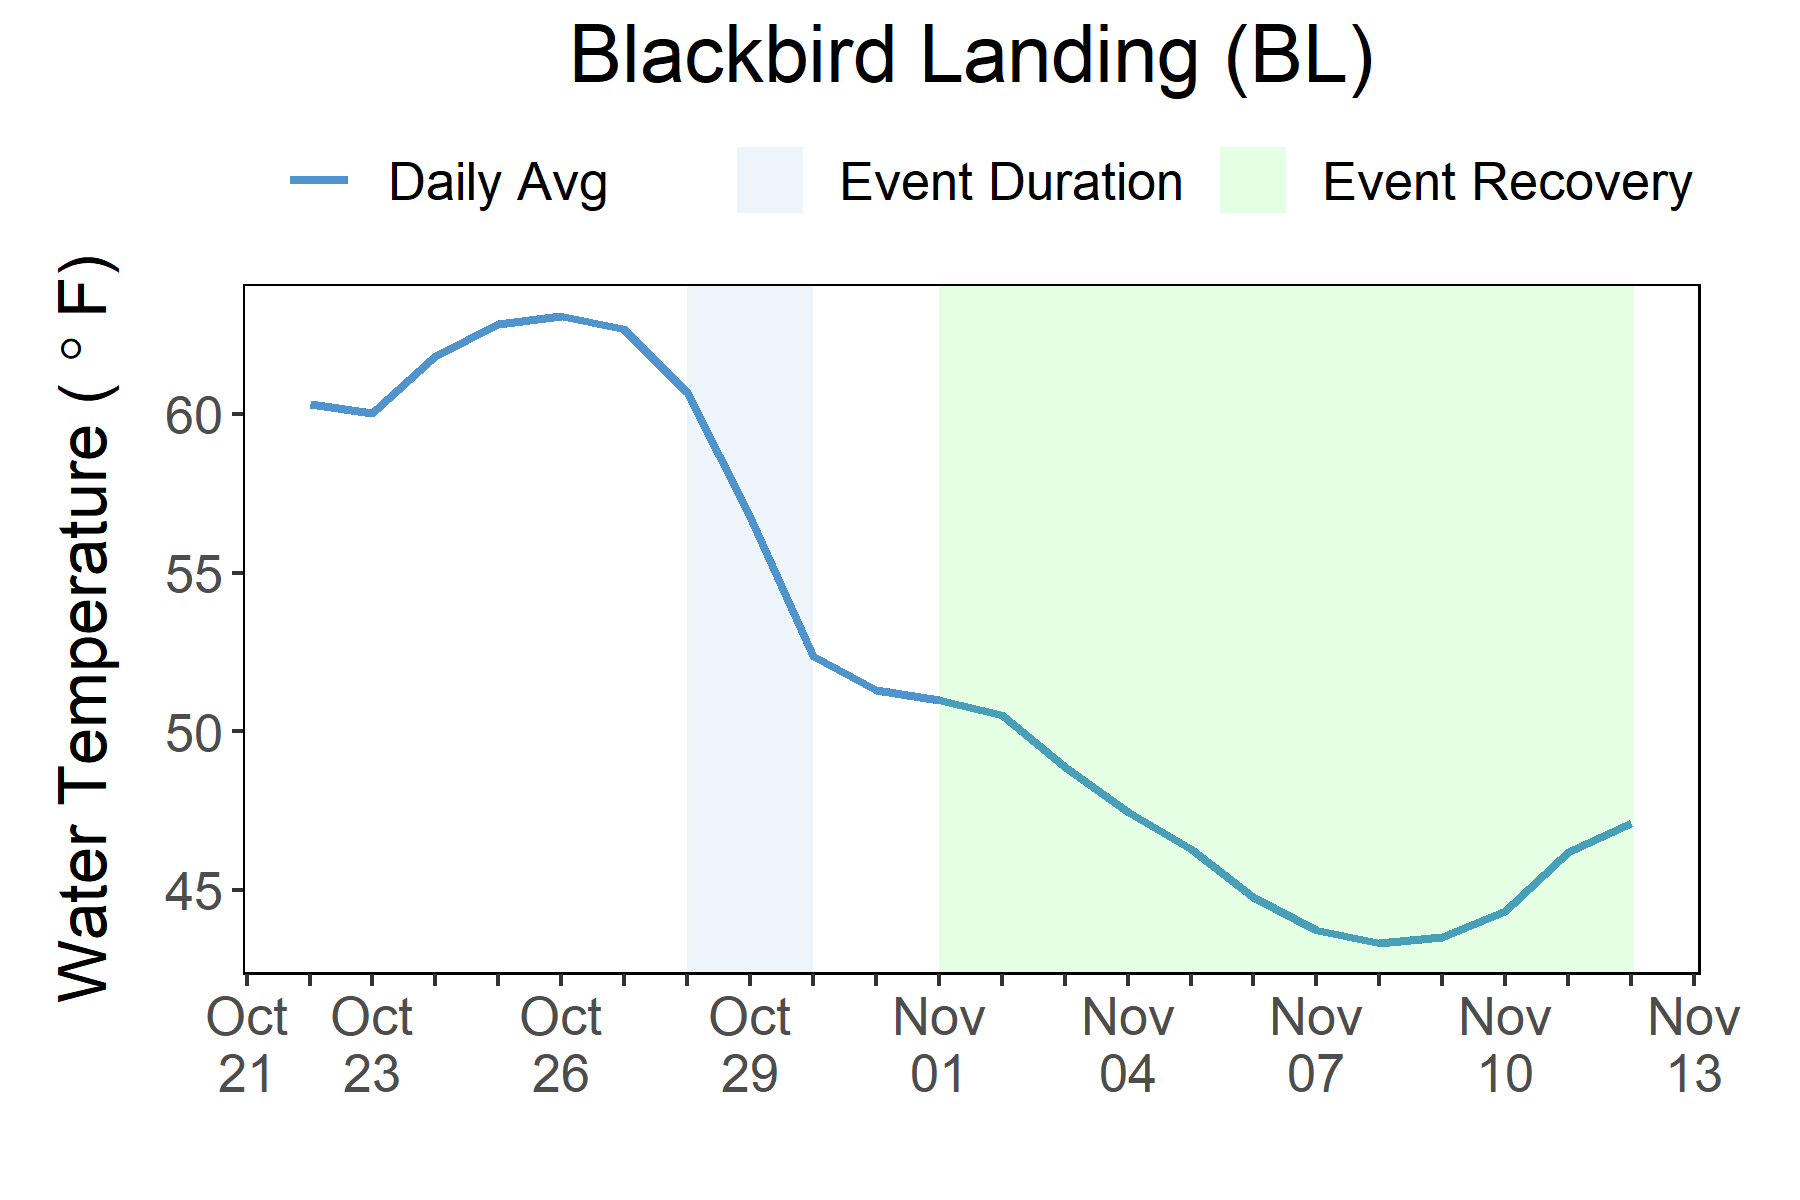 Blackbird Landing (BL)
Daily Avg Event Duration Event Recovery
Water Temperature ( ° F)
60
55
50
45
Oct Oct Oct Oct Nov Nov Nov Nov Nov
21 23 26 29 01 04 07 10 13